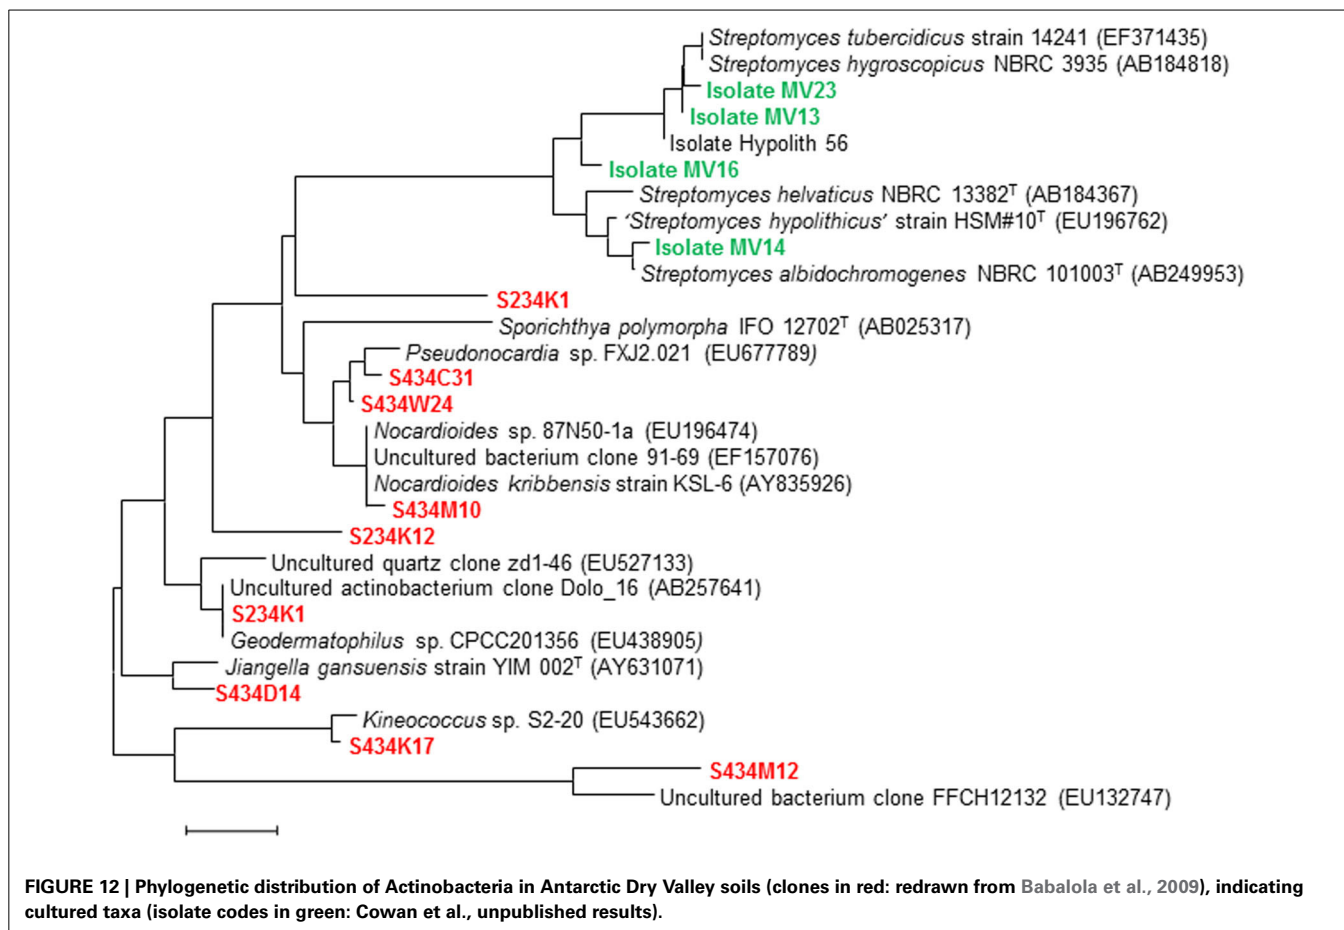 Streptomyces tubercidicus strain 14241 (EF371435)
Streptomyces hygroscopicus NBRC 3935 (AB184818)
Isolate MV23
Isolate MV13
Isolate Hypolith 56
Isolate MV16
Streptomyces helvaticus NBRC 13382ᵀ (AB184367)
'Streptomyces hypolithicus' strain HSM#10ᵀ (EU196762)
Isolate MV14
Streptomyces albidochromogenes NBRC 101003ᵀ (AB249953)
S234K1
Sporichthya polymorpha IFO 12702ᵀ (AB025317)
Pseudonocardia sp. FXJ2.021 (EU677789)
S434C31
S434W24
Nocardioides sp. 87N50-1a (EU196474)
Uncultured bacterium clone 91-69 (EF157076)
Nocardioides kribbensis strain KSL-6 (AY835926)
S434M10
S234K12
Uncultured quartz clone zd1-46 (EU527133)
Uncultured actinobacterium clone Dolo_16 (AB257641)
S234K1
Geodermatophilus sp. CPCC201356 (EU438905)
Jiangella gansuensis strain YIM 002ᵀ (AY631071)
S434D14
Kineococcus sp. S2-20 (EU543662)
S434K17
S434M12
Uncultured bacterium clone FFCH12132 (EU132747)
FIGURE 12 | Phylogenetic distribution of Actinobacteria in Antarctic Dry Valley soils (clones in red: redrawn from Babalola et al., 2009), indicating
cultured taxa (isolate codes in green: Cowan et al., unpublished results).